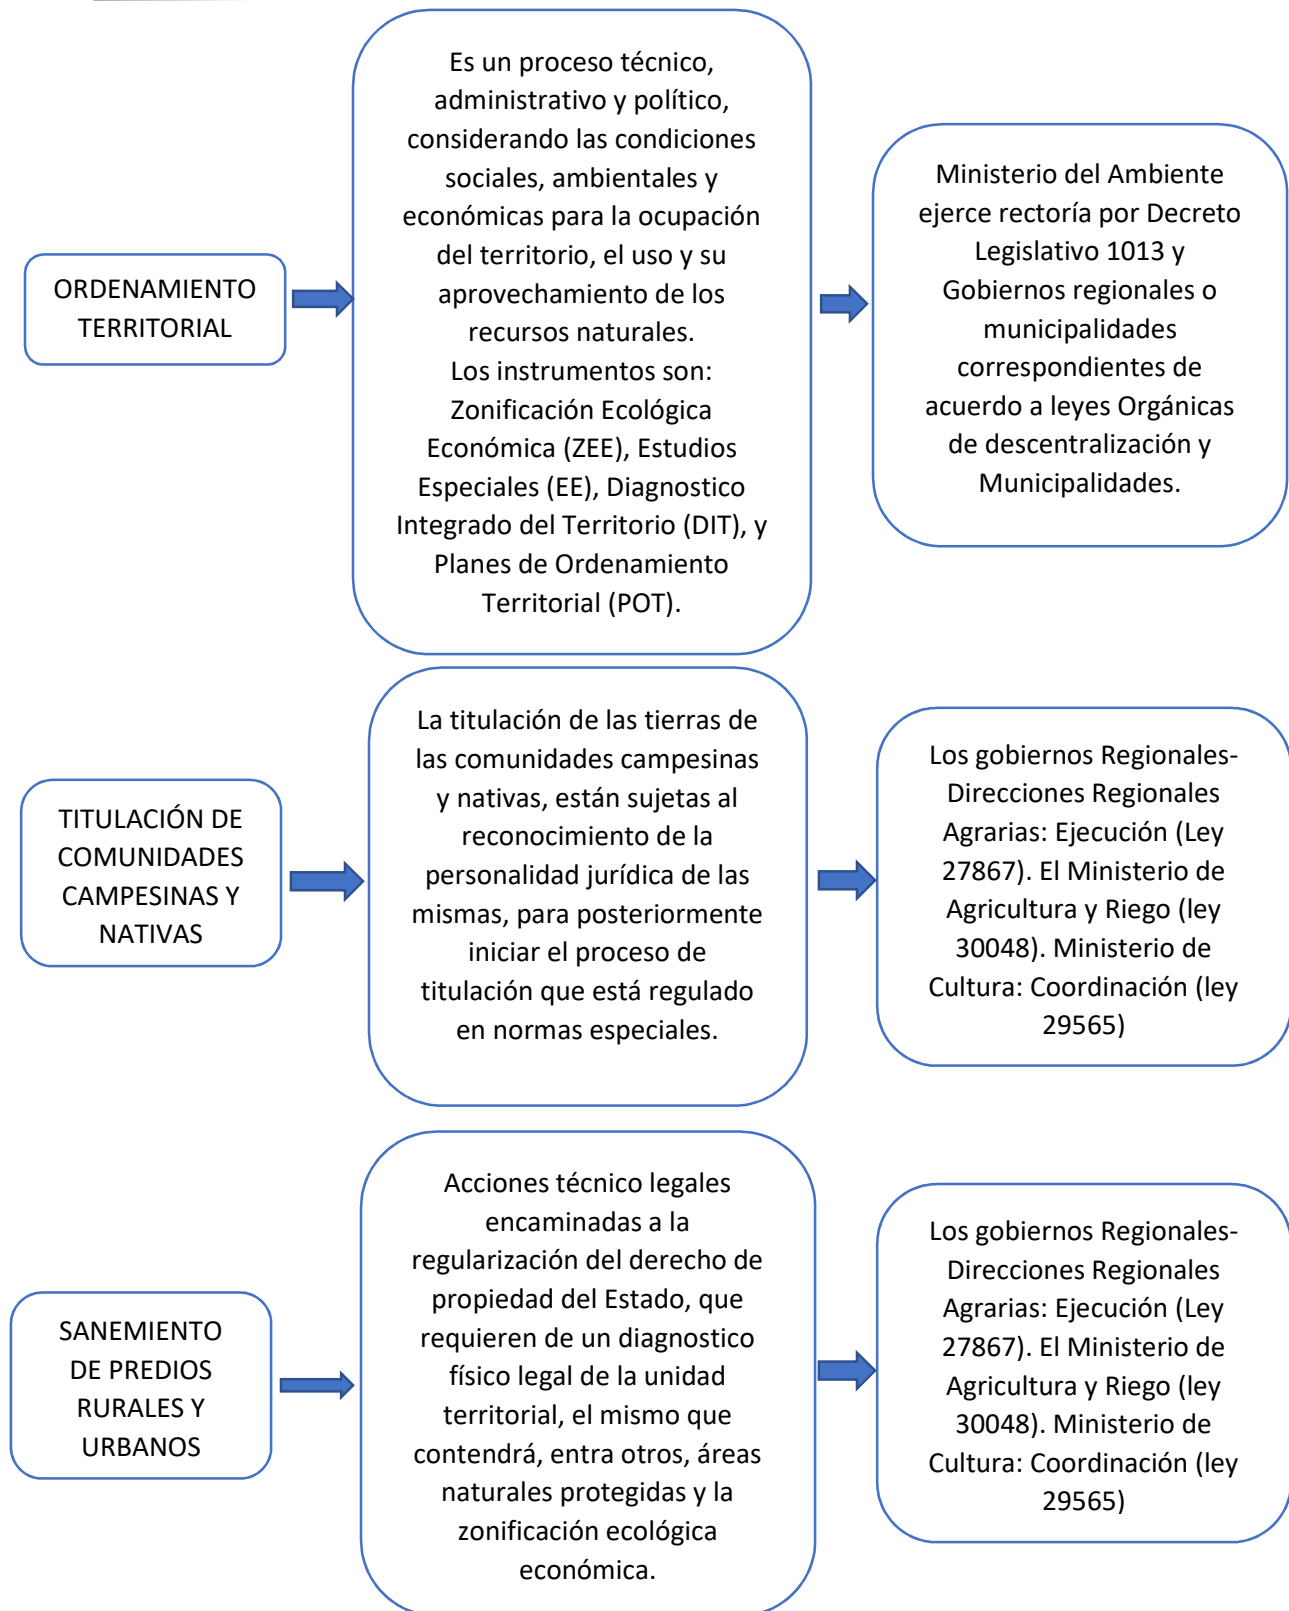 ORDENAMIENTO
TERRITORIAL
Es un proceso técnico,
administrativo y político,
considerando las condiciones
sociales, ambientales y
económicas para la ocupación
del territorio, el uso y su
aprovechamiento de los
recursos naturales.
Los instrumentos son:
Zonificación Ecológica
Económica (ZEE), Estudios
Especiales (EE), Diagnostico
Integrado del Territorio (DIT), y
Planes de Ordenamiento
Territorial (POT).
Ministerio del Ambiente
ejerce rectoría por Decreto
Legislativo 1013 y
Gobiernos regionales o
municipalidades
correspondientes de
acuerdo a leyes Orgánicas
de descentralización y
Municipalidades.
TITULACIÓN DE
COMUNIDADES
CAMPESINAS Y
NATIVAS
La titulación de las tierras de
las comunidades campesinas
y nativas, están sujetas al
reconocimiento de la
personalidad jurídica de las
mismas, para posteriormente
iniciar el proceso de
titulación que está regulado
en normas especiales.
Los gobiernos Regionales-
Direcciones Regionales
Agrarias: Ejecución (Ley
27867). El Ministerio de
Agricultura y Riego (ley
30048). Ministerio de
Cultura: Coordinación (ley
29565)
SANEMIENTO
DE PREDIOS
RURALES Y
URBANOS
Acciones técnico legales
encaminadas a la
regularización del derecho de
propiedad del Estado, que
requieren de un diagnostico
físico legal de la unidad
territorial, el mismo que
contendrá, entra otros, áreas
naturales protegidas y la
zonificación ecológica
económica.
Los gobiernos Regionales-
Direcciones Regionales
Agrarias: Ejecución (Ley
27867). El Ministerio de
Agricultura y Riego (ley
30048). Ministerio de
Cultura: Coordinación (ley
29565)